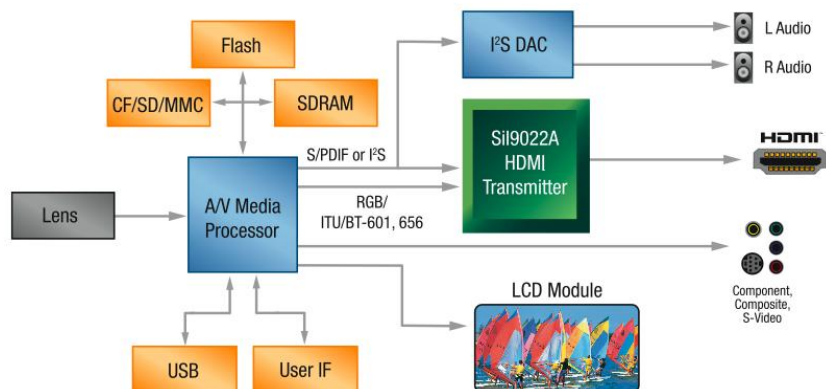 Flash
I²S DAC
L Audio
R Audio
CF/SD/MMC
SDRAM
S/PDIF or I²S
SiI9022A
HDMI
Transmitter
HDMI
Lens
A/V Media
Processor
RGB/
ITU/BT-601, 656
LCD Module
Component,
Composite,
S-Video
USB
User IF